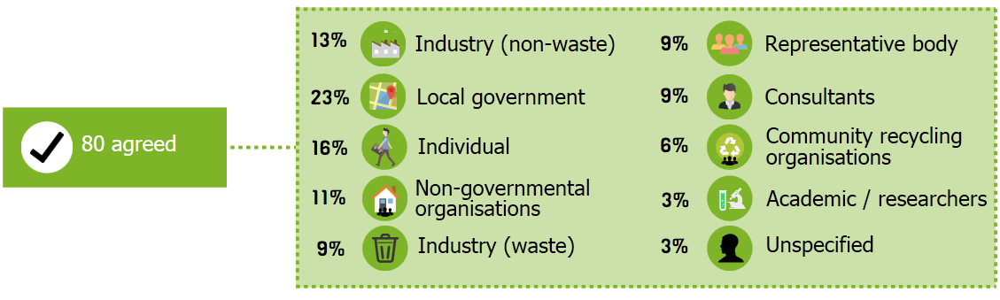 80 agreed
13% Industry (non-waste)
23% Local government
16% Individual
11% Non-governmental
organisations
9% Industry (waste)
9% Representative body
9% Consultants
6% Community recycling
organisations
3% Academic / researchers
3% Unspecified